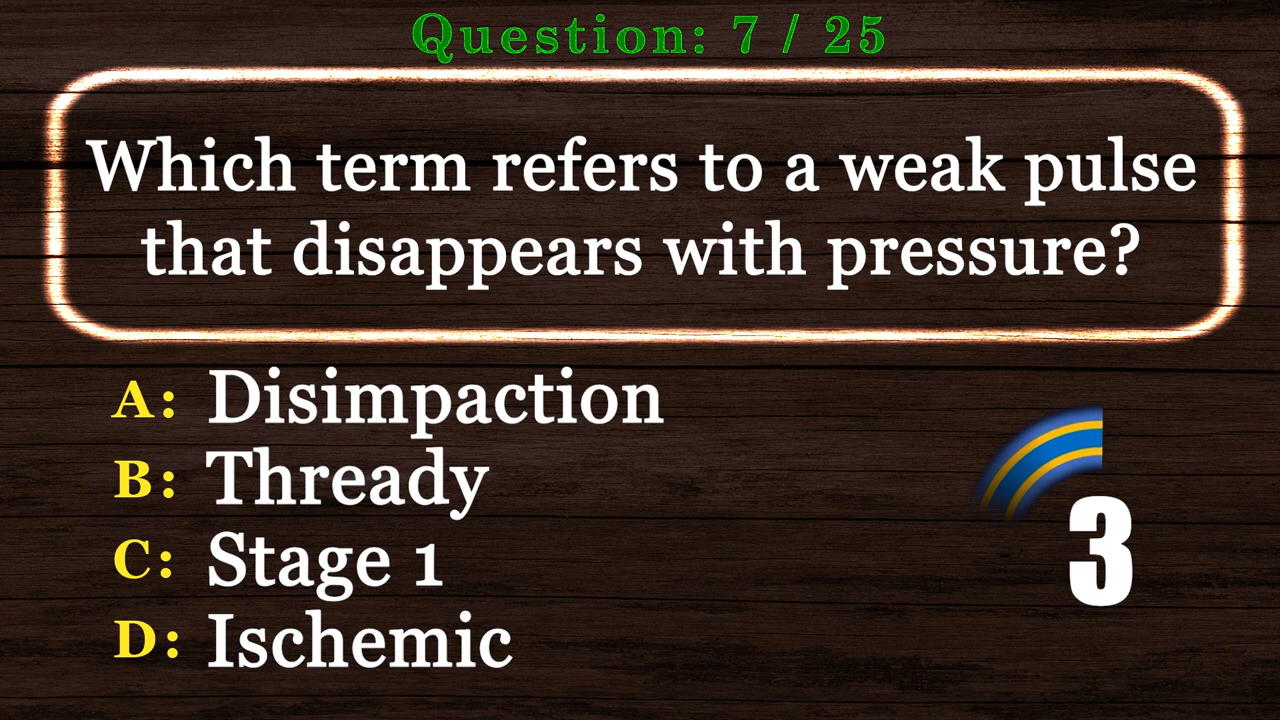 Question: 7 / 25
Which term refers to a weak pulse
that disappears with pressure?
A: Disimpaction
B: Thready
C: Stage 1
D: Ischemic
3